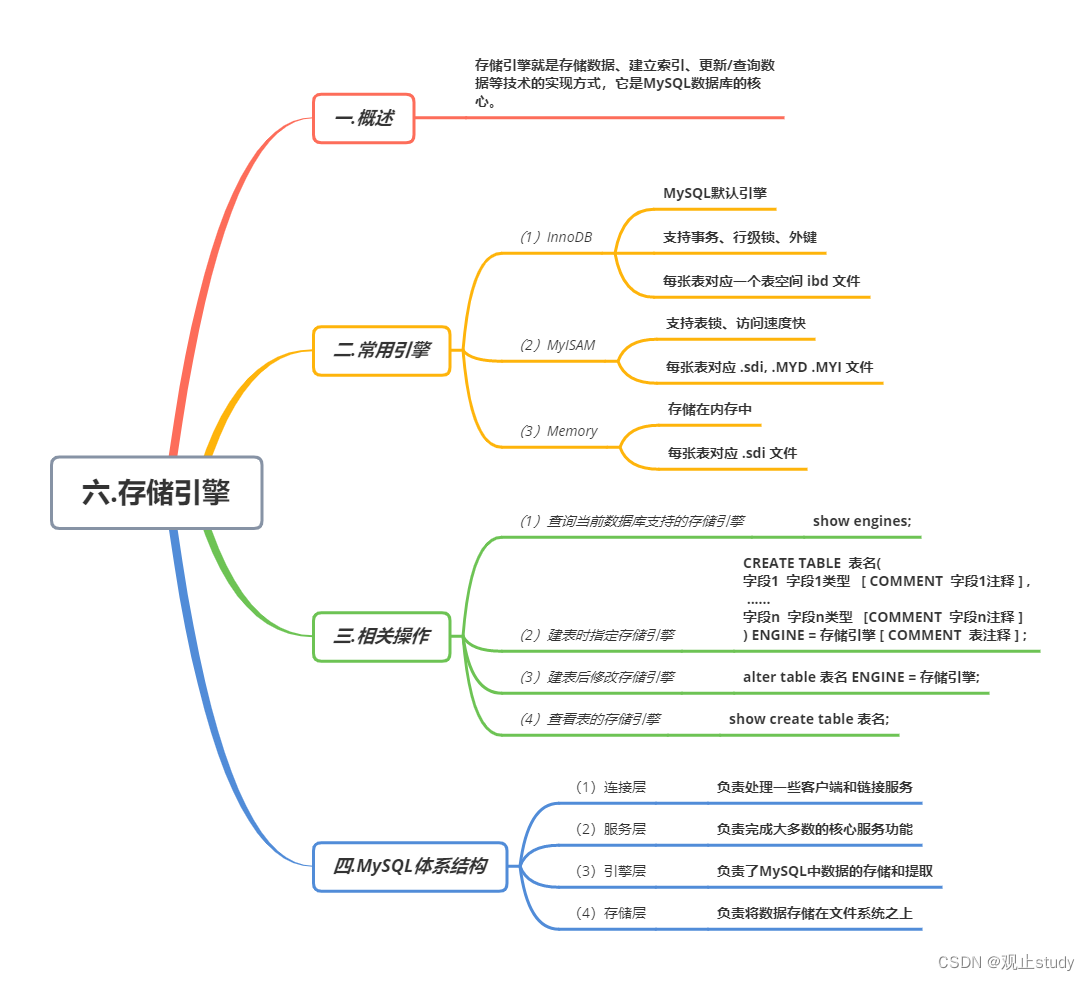 六.存储引擎
一.概述
存储引擎就是存储数据、建立索引、更新/查询数
据等技术的实现方式，它是MySQL数据库的核
心。
二.常用引擎
（1）InnoDB
MySQL默认引擎
支持事务、行级锁、外键
每张表对应一个表空间 ibd 文件
（2）MyISAM
支持表锁、访问速度快
每张表对应 .sdi, .MYD .MYI 文件
（3）Memory
存储在内存中
每张表对应 .sdi 文件
三.相关操作
（1）查询当前数据库支持的存储引擎
show engines;
（2）建表时指定存储引擎
CREATE TABLE 表名(
字段1 字段1类型 [ COMMENT 字段1注释 ] ,
......
字段n 字段n类型 [COMMENT 字段n注释 ]
) ENGINE = 存储引擎 [ COMMENT 表注释 ] ;
（3）建表后修改存储引擎
alter table 表名 ENGINE = 存储引擎;
（4）查看表的存储引擎
show create table 表名;
四.MySQL体系结构
（1）连接层
负责处理一些客户端和链接服务
（2）服务层
负责完成大多数的核心服务功能
（3）引擎层
负责了MySQL中数据的存储和提取
（4）存储层
负责将数据存储在文件系统之上
CSDN @观止study